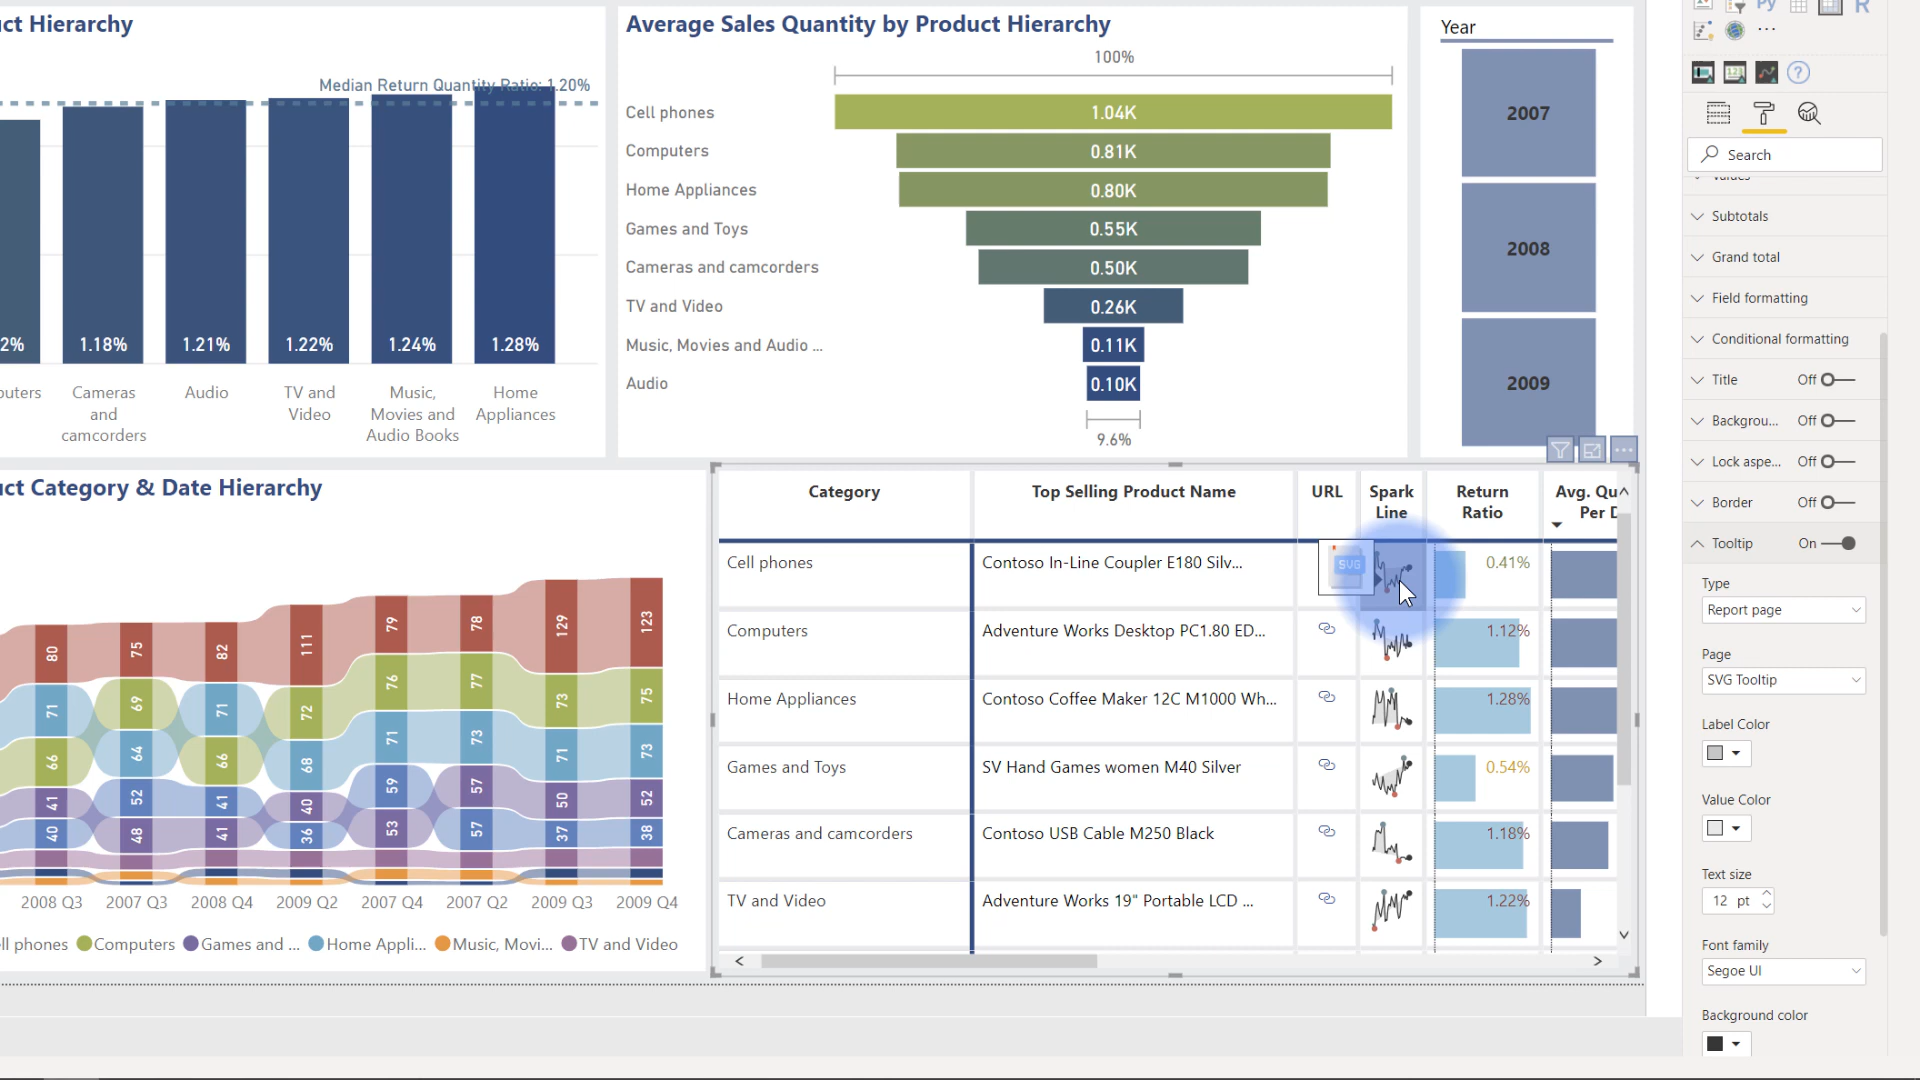 ct Hierarchy
Median Return Quantity Ratio: 1.20%
2%
1.18%
1.21%
1.22%
1.24%
1.28%
outers
Cameras
and
camcorders
Audio
TV and
Video
Music,
Movies and
Audio Books
Home
Appliances
Average Sales Quantity by Product Hierarchy
100%
Cell phones
1.04K
Computers
0.81K
Home Appliances
0.80K
Games and Toys
0.55K
Cameras and camcorders
0.50K
TV and Video
0.26K
Music, Movies and Audio ...
0.11K
Audio
0.10K
9.6%
Year
2007
2008
2009
ct Category & Date Hierarchy
80
71
66
41
40
75
69
64
52
48
82
71
66
41
41
111
72
68
40
36
79
76
71
59
53
78
77
73
57
57
129
73
71
50
37
123
75
73
52
38
2008 Q3
2007 Q3
2008 Q4
2009 Q2
2007 Q4
2007 Q2
2009 Q3
2009 Q4
ll phones
Computers
Games and ...
Home Appli...
Music, Movi...
TV and Video
Category
Top Selling Product Name
URL
Spark
Line
Return
Ratio
Avg. Qu
Per D
Cell phones
Contoso In-Line Coupler E180 Silv...
SVG
0.41%
Computers
Adventure Works Desktop PC1.80 ED...
1.12%
Home Appliances
Contoso Coffee Maker 12C M1000 Wh...
1.28%
Games and Toys
SV Hand Games women M40 Silver
0.54%
Cameras and camcorders
Contoso USB Cable M250 Black
1.18%
TV and Video
Adventure Works 19" Portable LCD ...
1.22%
Py
R
Search
Values
Subtotals
Grand total
Field formatting
Conditional formatting
Title Off
Backgrou... Off
Lock aspe... Off
Border Off
Tooltip On
Type
Report page
Page
SVG Tooltip
Label Color
Value Color
Text size
12 pt
Font family
Segoe UI
Background color